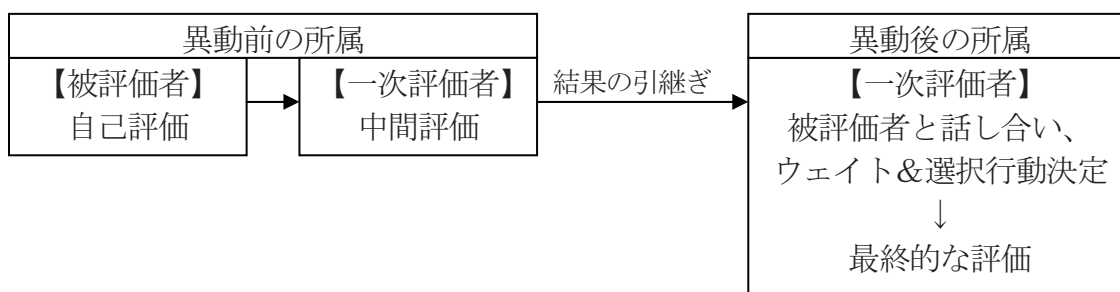 異動前の所属
【被評価者】
自己評価
【一次評価者】
中間評価
結果の引継ぎ
異動後の所属
【一次評価者】
被評価者と話し合い、
ウェイト&選択行動決定
↓
最終的な評価